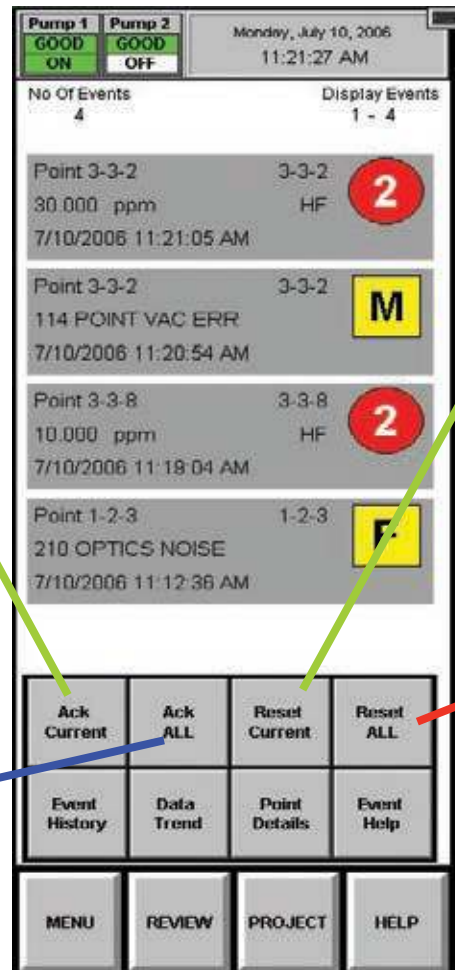 Pump 1 Pump 2
GOOD GOOD
ON OFF
Monday, July 10, 2006
11:21:27 AM
No Of Events Display Events
4 1 - 4
Point 3-3-2 3-3-2
30.000 ppm HF
7/10/2006 11:21:05 AM
2
Point 3-3-2 3-3-2
114 POINT VAC ERR
7/10/2006 11:20:54 AM
M
Point 3-3-8 3-3-8
10.000 ppm HF
7/10/2006 11:19:04 AM
2
Point 1-2-3 1-2-3
210 OPTICS NOISE
7/10/2006 11:12:36 AM
F
Ack Current
Ack ALL
Reset Current
Reset ALL
Event History
Data Trend
Point Details
Event Help
MENU REVIEW PROJECT HELP